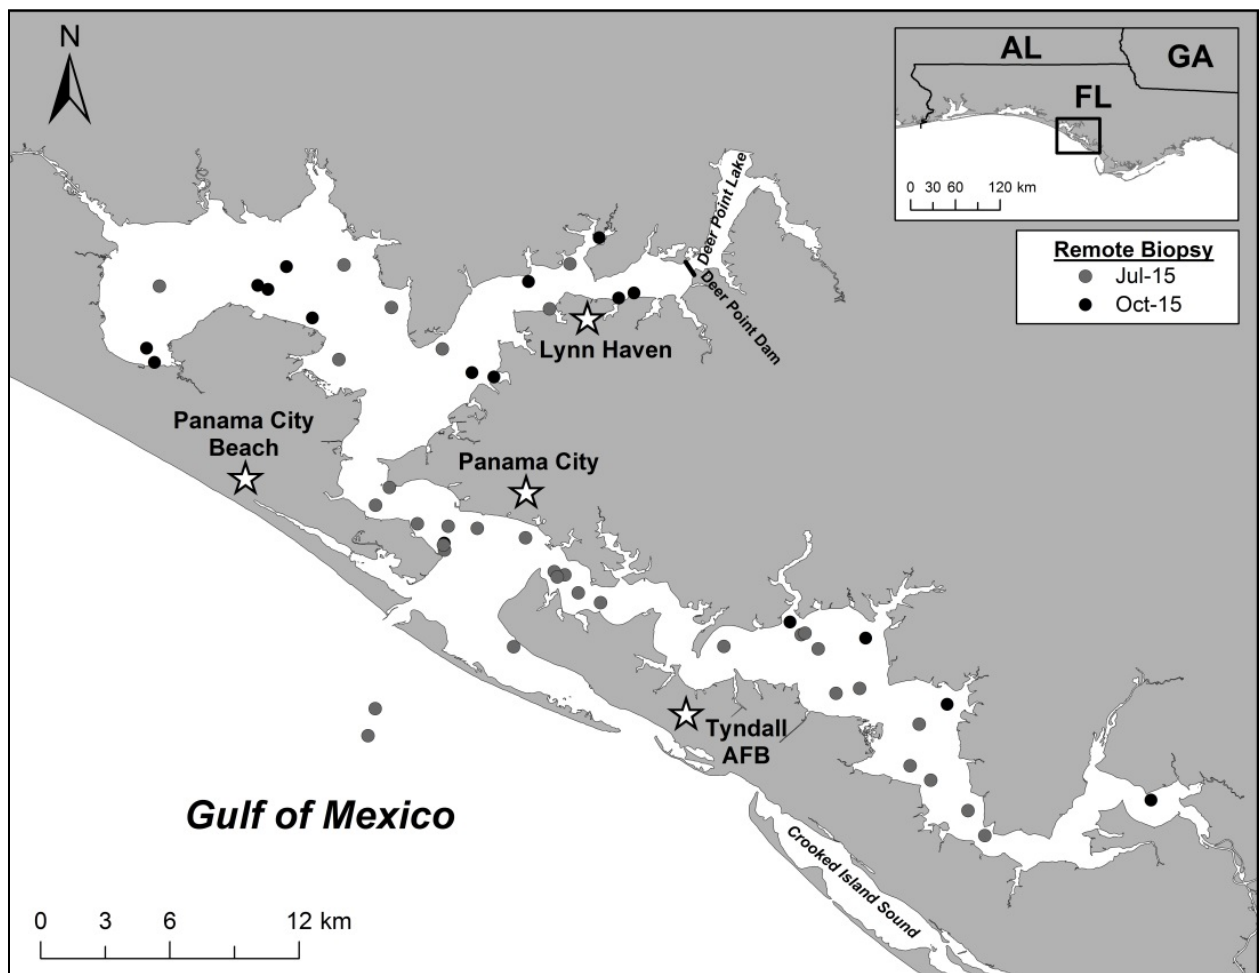 N
AL
GA
FL
0 30 60 120 km
Remote Biopsy
Jul-15
Oct-15
Deer Point Lake
Deer Point Dam
Lynn Haven
Panama City
Beach
Panama City
Tyndall
AFB
Gulf of Mexico
Crooked Island Sound
0 3 6 12 km